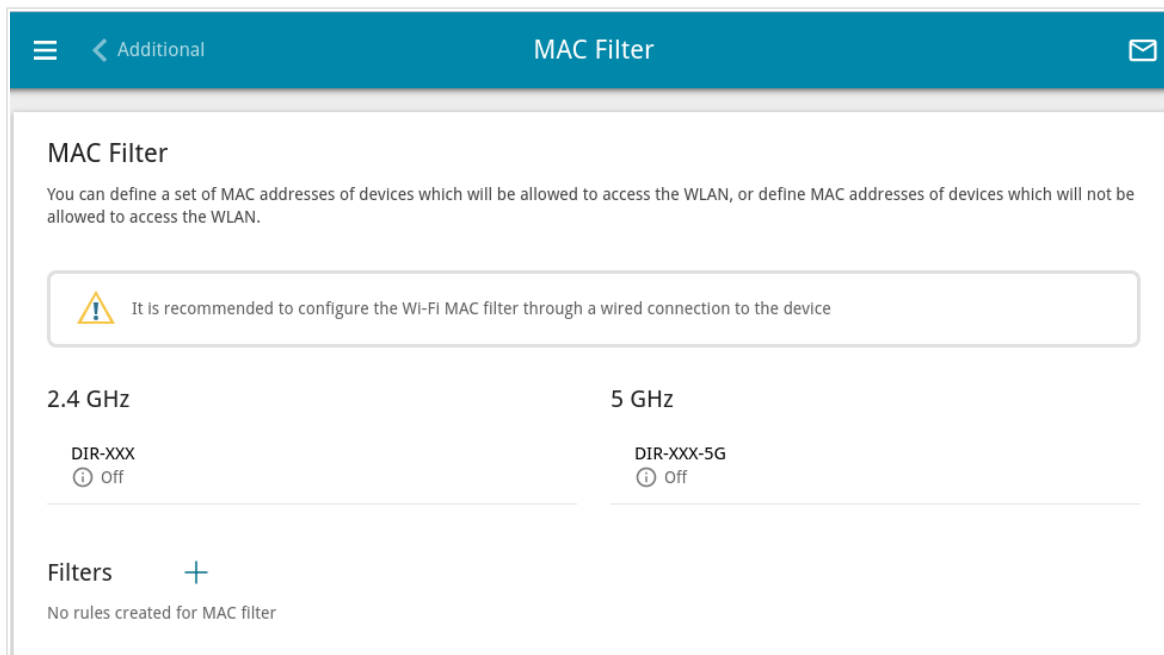 Additional
MAC Filter
MAC Filter
You can define a set of MAC addresses of devices which will be allowed to access the WLAN, or define MAC addresses of devices which will not be
allowed to access the WLAN.
It is recommended to configure the Wi-Fi MAC filter through a wired connection to the device
2.4 GHz
5 GHz
DIR-XXX
Off
DIR-XXX-5G
Off
Filters
No rules created for MAC filter